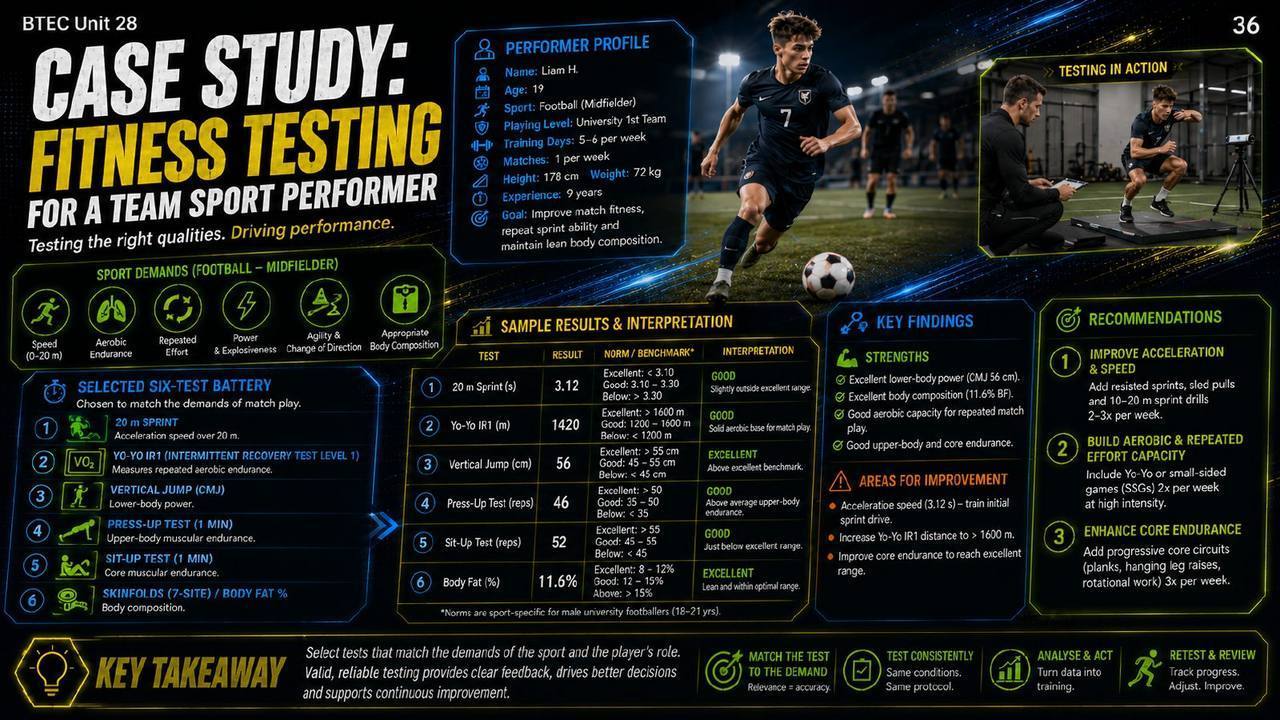 BTEC Unit 28
36
CASE STUDY:
FITNESS TESTING
FOR A TEAM SPORT PERFORMER
Testing the right qualities. Driving performance.
PERFORMER PROFILE
Name: Liam H.
Age: 19
Sport: Football (Midfielder)
Playing Level: University 1st Team
Training Days: 5–6 per week
Matches: 1 per week
Height: 178 cm Weight: 72 kg
Experience: 9 years
Goal: Improve match fitness,
repeat sprint ability and
maintain lean body composition.
7
TESTING IN ACTION
SPORT DEMANDS (FOOTBALL – MIDFIELDER)
Speed
(0–20 m)
Aerobic
Endurance
Repeated
Effort
Power
& Explosiveness
Agility &
Change of Direction
Appropriate
Body Composition
SELECTED SIX-TEST BATTERY
Chosen to match the demands of match play.
1
20 m SPRINT
Acceleration speed over 20 m.
2
VO₂
YO-YO IR1 (INTERMITTENT RECOVERY TEST LEVEL 1)
Measures repeated aerobic endurance.
3
VERTICAL JUMP (CMJ)
Lower-body power.
4
PRESS-UP TEST (1 MIN)
Upper-body muscular endurance.
5
SIT-UP TEST (1 MIN)
Core muscular endurance.
6
SKINFOLDS (7-SITE) / BODY FAT %
Body composition.
SAMPLE RESULTS & INTERPRETATION
TEST RESULT NORM / BENCHMARK* INTERPRETATION
1 20 m Sprint (s) 3.12
Excellent: < 3.10
Good: 3.10 – 3.30
Below: > 3.30
GOOD
Slightly outside excellent range.
2 Yo-Yo IR1 (m) 1420
Excellent: > 1600 m
Good: 1200 – 1600 m
Below: < 1200 m
GOOD
Solid aerobic base for match play.
3 Vertical Jump (cm) 56
Excellent: > 55 cm
Good: 45 – 55 cm
Below: < 45 cm
EXCELLENT
Above excellent benchmark.
4 Press-Up Test (reps) 46
Excellent: > 50
Good: 35 – 50
Below: < 35
GOOD
Above average upper-body
endurance.
5 Sit-Up Test (reps) 52
Excellent: > 55
Good: 45 – 55
Below: < 45
GOOD
Just below excellent range.
6 Body Fat (%) 11.6%
Excellent: 8 – 12%
Good: 12 – 15%
Above: > 15%
EXCELLENT
Lean and within optimal range.
*Norms are sport-specific for male university footballers (18–21 yrs).
KEY FINDINGS
STRENGTHS
Excellent lower-body power (CMJ 56 cm).
Excellent body composition (11.6% BF).
Good aerobic capacity for repeated match
play.
Good upper-body and core endurance.
AREAS FOR IMPROVEMENT
Acceleration speed (3.12 s) – train initial
sprint drive.
Increase Yo-Yo IR1 distance to > 1600 m.
Improve core endurance to reach excellent
range.
RECOMMENDATIONS
1
IMPROVE ACCELERATION
& SPEED
Add resisted sprints, sled pulls
and 10–20 m sprint drills
2–3x per week.
2
BUILD AEROBIC & REPEATED
EFFORT CAPACITY
Include Yo-Yo or small-sided
games (SSGs) 2x per week
at high intensity.
3
ENHANCE CORE ENDURANCE
Add progressive core circuits
(planks, hanging leg raises,
rotational work) 3x per week.
KEY TAKEAWAY
Select tests that match the demands of the sport and the player's role.
Valid, reliable testing provides clear feedback, drives better decisions
and supports continuous improvement.
MATCH THE TEST
TO THE DEMAND
Relevance = accuracy.
TEST CONSISTENTLY
Same conditions.
Same protocol.
ANALYSE & ACT
Turn data into
training.
RETEST & REVIEW
Track progress.
Adjust. Improve.